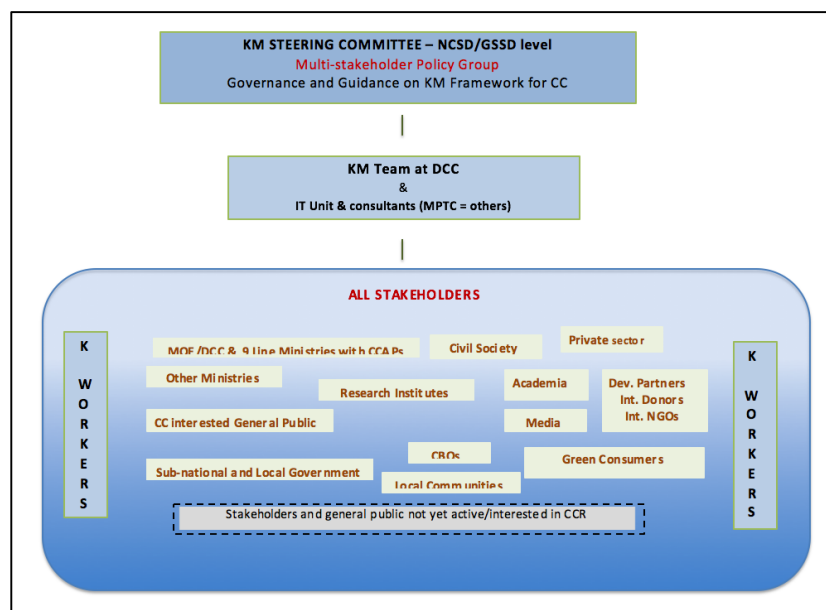 KM STEERING COMMITTEE – NCSD/GSSD level
Multi-stakeholder Policy Group
Governance and Guidance on KM Framework for CC
KM Team at DCC
&
IT Unit & consultants (MPTC = others)
ALL STAKEHOLDERS
K WORKERS
MOE/DCC & 9 Line Ministries with CCAPs
Civil Society
Private sector
Other Ministries
Research Institutes
Academia
Dev. Partners
Int. Donors
Int. NGOs
CC interested General Public
Media
CBOs
Green Consumers
Sub-national and Local Government
Local Communities
Stakeholders and general public not yet active/interested in CCR
K WORKERS